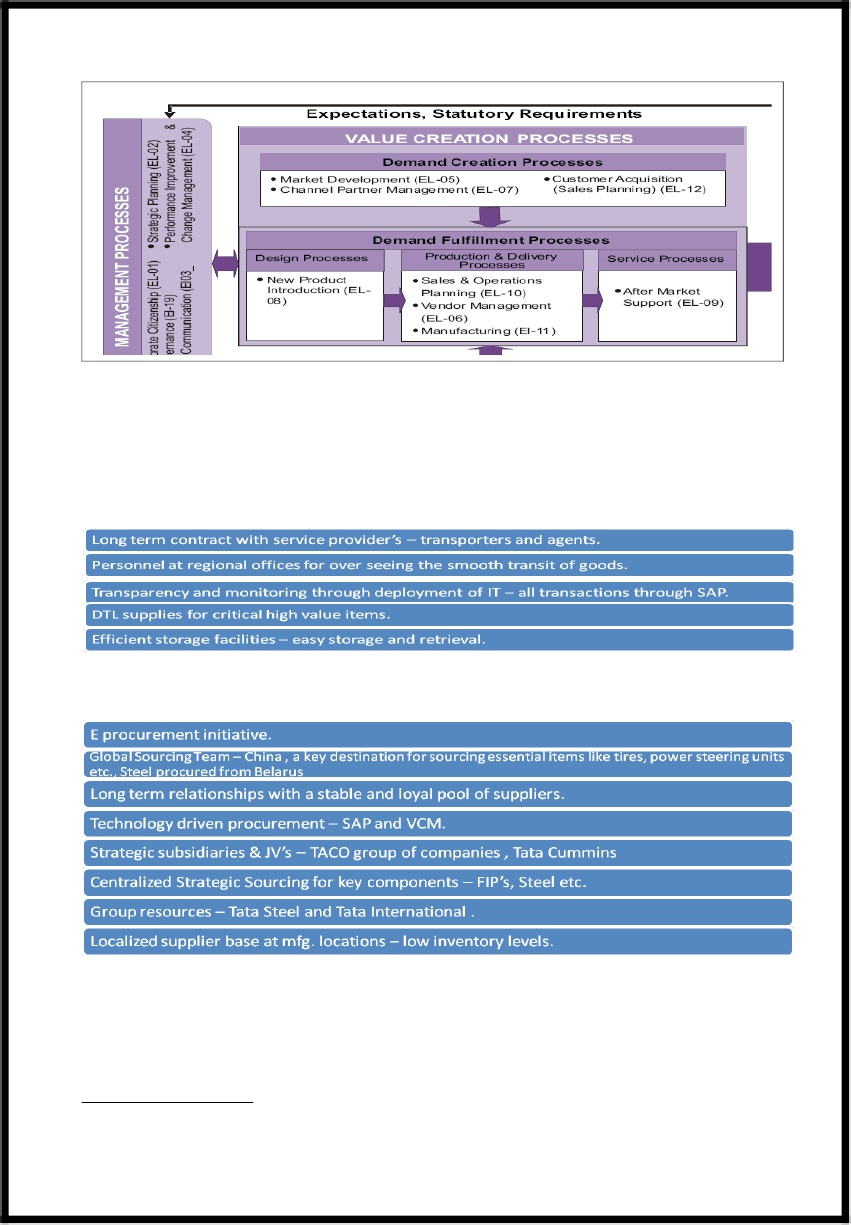 Expectations, Statutory Requirements
MANAGEMENT PROCESSES
• Strategic Planning (EL-02)
• Performance Improvement &
Change Management (EL-04)
Citizenship (EL-01)
(El-19)
Communication (El03_
VALUE CREATION PROCESSES
Demand Creation Processes
• Market Development (EL-05)
• Channel Partner Management (EL-07)
• Customer Acquisition
(Sales Planning) (EL-12)
Demand Fulfillment Processes
Design Processes
• New Product
Introduction (EL-
08)
Production & Delivery
Processes
• Sales & Operations
Planning (EL-10)
• Vendor Management
(EL-06)
• Manufacturing (El-11)
Service Processes
• After Market
Support (EL-09)
Long term contract with service provider’s – transporters and agents.
Personnel at regional offices for over seeing the smooth transit of goods.
Transparency and monitoring through deployment of IT – all transactions through SAP.
DTL supplies for critical high value items.
Efficient storage facilities – easy storage and retrieval.
E procurement initiative.
Global Sourcing Team – China , a key destination for sourcing essential items like tires, power steering units
etc., Steel procured from Belarus
Long term relationships with a stable and loyal pool of suppliers.
Technology driven procurement – SAP and VCM.
Strategic subsidiaries & JV’s – TACO group of companies , Tata Cummins
Centralized Strategic Sourcing for key components – FIP’s, Steel etc.
Group resources – Tata Steel and Tata International .
Localized supplier base at mfg. locations – low inventory levels.